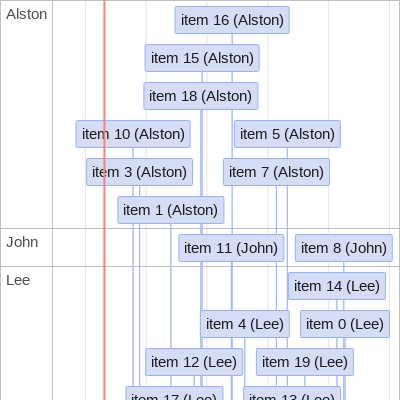 Alston
item 16 (Alston)
item 15 (Alston)
item 18 (Alston)
item 10 (Alston)
item 5 (Alston)
item 3 (Alston)
item 7 (Alston)
item 1 (Alston)
John
item 11 (John)
item 8 (John)
Lee
item 14 (Lee)
item 4 (Lee)
item 0 (Lee)
item 12 (Lee)
item 19 (Lee)
item 17 (Lee)
item 13 (Lee)